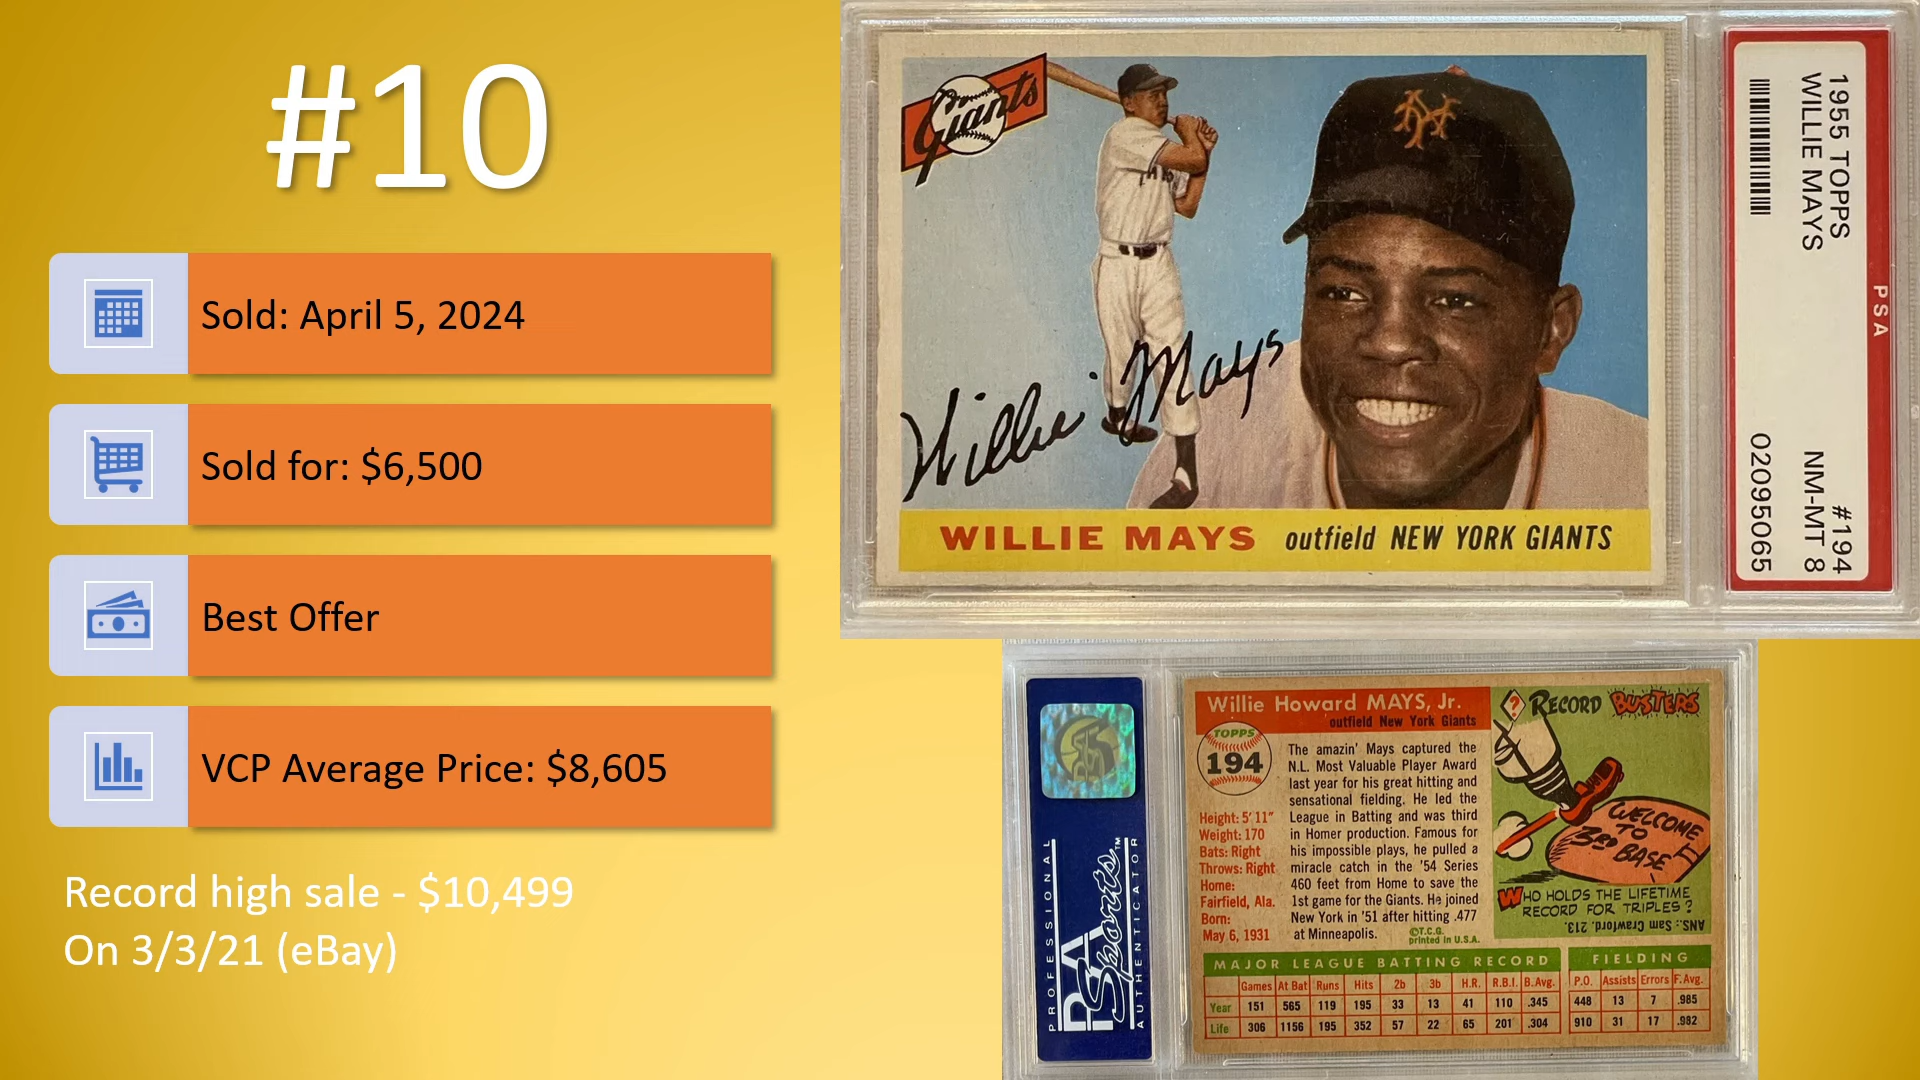 #10
Sold: April 5, 2024
Sold for: $6,500
Best Offer
VCP Average Price: $8,605
Record high sale - $10,499
On 3/3/21 (eBay)
Giants
Willie Mays
WILLIE MAYS outfield NEW YORK GIANTS
PSA
1955 TOPPS #194
WILLIE MAYS NM-MT 8
02095065
PROFESSIONAL
PSA
Sports™
AUTHENTICATOR
Willie Howard MAYS, Jr.
outfield New York Giants
TOPPS
194
Height: 5' 11"
Weight: 170
Bats: Right
Throws: Right
Home:
Fairfield, Ala.
Born:
May 6, 1931
The amazin' Mays captured the
N.L. Most Valuable Player Award
last year for his great hitting and
sensational fielding. He led the
League in Batting and was third
in Homer production. Famous for
his impossible plays, he pulled a
miracle catch in the '54 Series
460 feet from Home to save the
1st game for the Giants. He joined
New York in '51 after hitting .477
at Minneapolis.
©T.C.G.
printed in U.S.A.
? RECORD BUSTERS
WELCOME
TO
3RD BASE
WHO HOLDS THE LIFETIME
RECORD FOR TRIPLES?
ANS.: Sam Crawford, 213.
MAJOR LEAGUE BATTING RECORD FIELDING
Games At Bat Runs Hits 2b 3b H.R. R.B.I. B.Avg. P.O. Assists Errors F.Avg.
Year 151 565 119 195 33 13 41 110 .345 448 13 7 .985
Life 306 1156 195 352 57 22 65 201 .304 910 31 17 .982